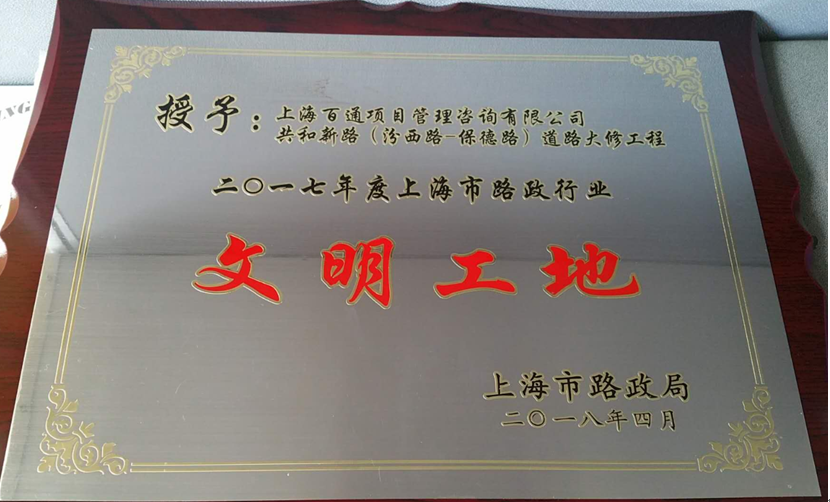 授予：上海百通项目管理咨询有限公司
共和新路（汾西路-保德路）道路大修工程
二〇一七年度上海市路政行业
文明工地
上海市路政局
二〇一八年四月